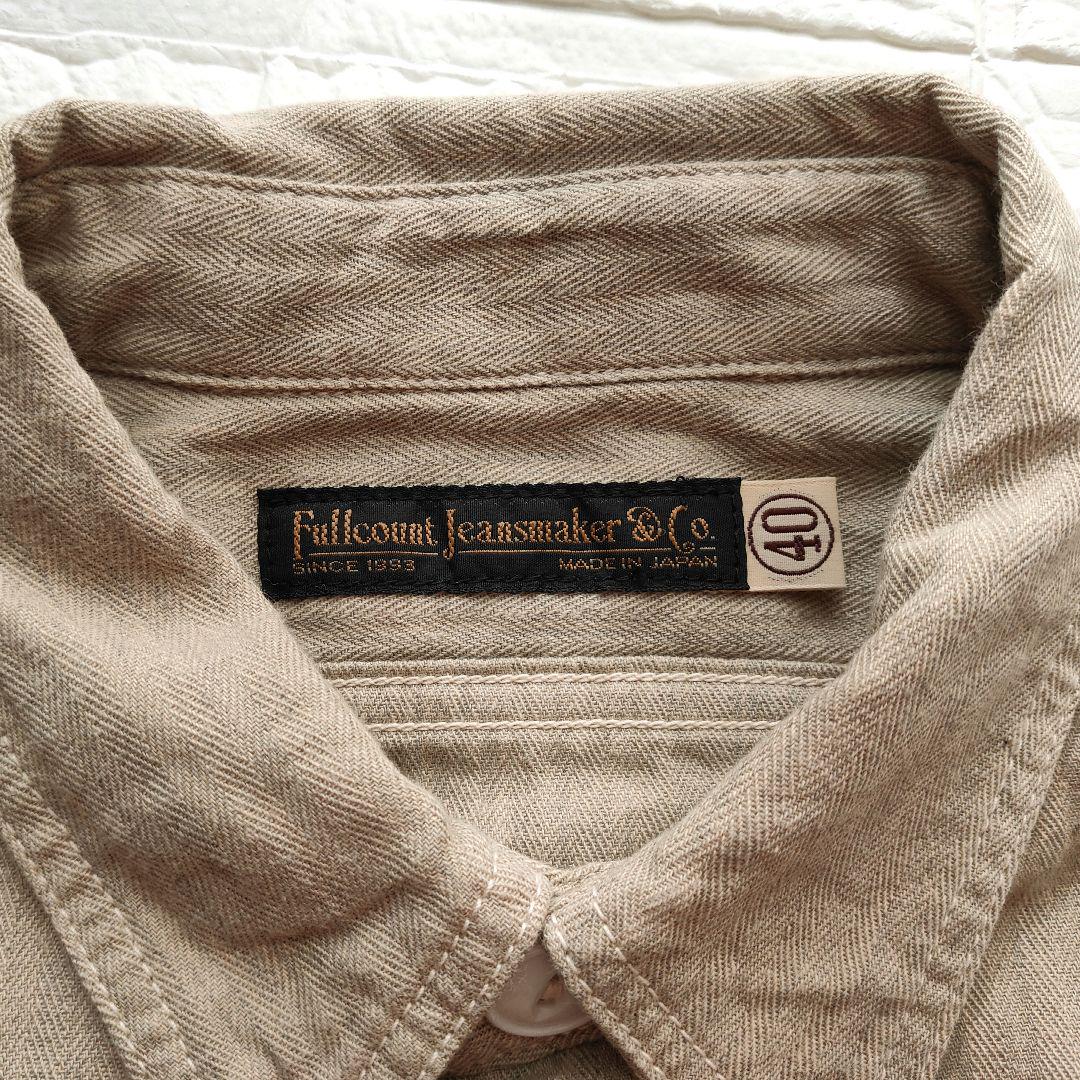 Fullcount Jeansmaker & Co.
SINCE 1993 MADE IN JAPAN
40